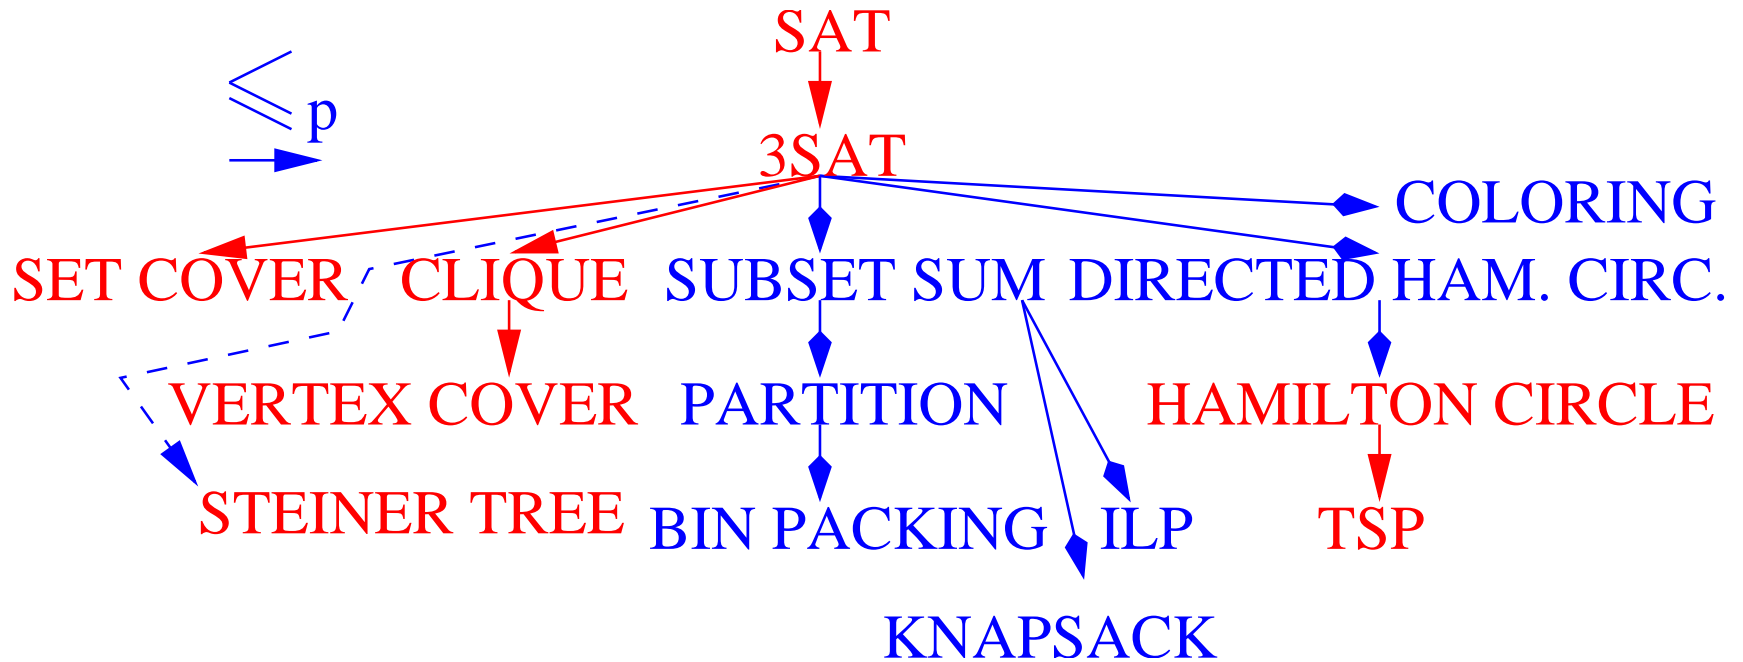 SAT
≤p
3SAT
COLORING
SET COVER CLIQUE SUBSET SUM DIRECTED HAM. CIRC.
VERTEX COVER PARTITION HAMILTON CIRCLE
STEINER TREE BIN PACKING ILP TSP
KNAPSACK